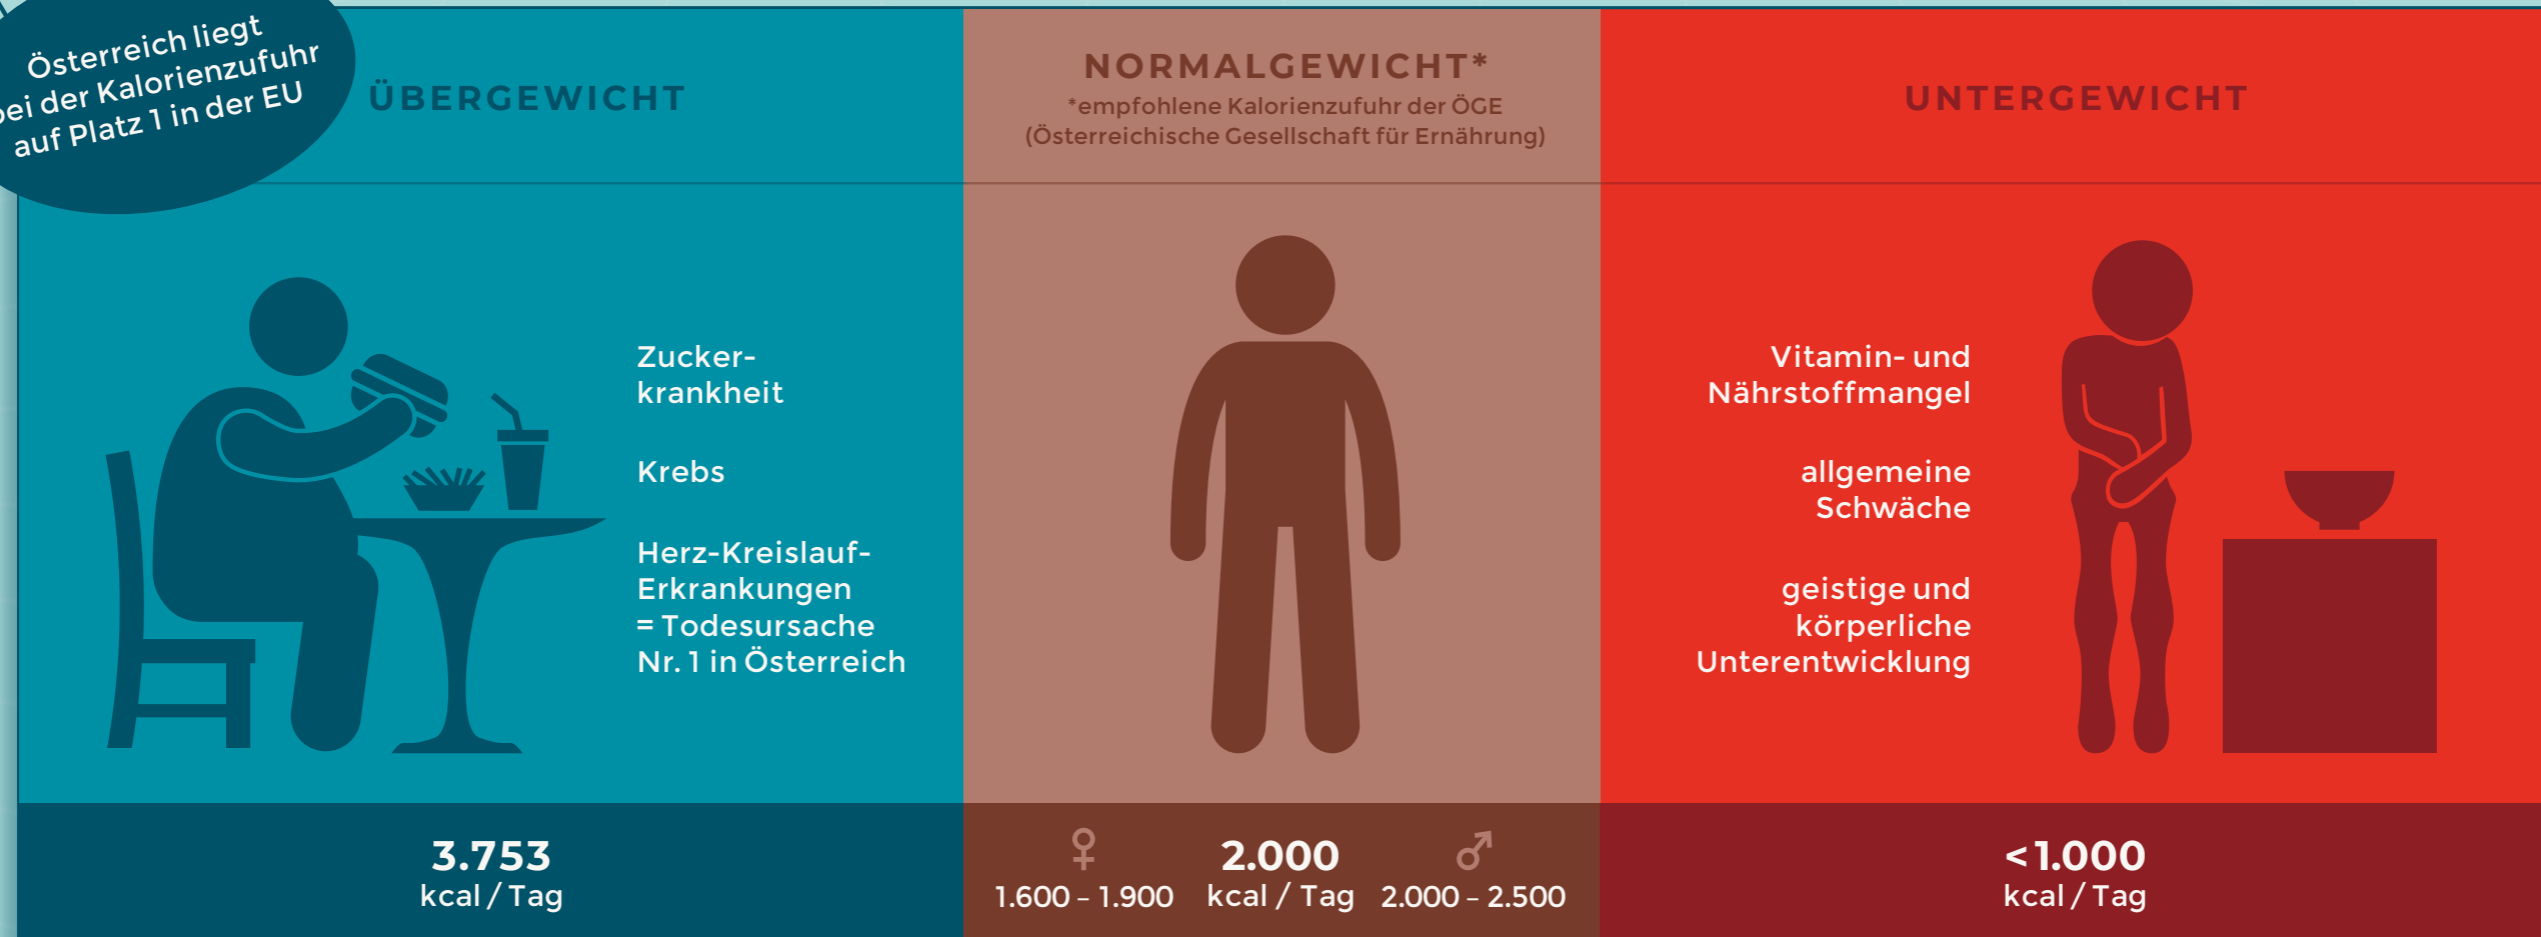 Österreich liegt
bei der Kalorienzufuhr
auf Platz 1 in der EU
ÜBERGEWICHT
Zucker-
krankheit
Krebs
Herz-Kreislauf-
Erkrankungen
= Todesursache
Nr. 1 in Österreich
3.753
kcal / Tag
NORMALGEWICHT*
*empfohlene Kalorienzufuhr der ÖGE
(Österreichische Gesellschaft für Ernährung)
♀
1.600 – 1.900
2.000
kcal / Tag
♂
2.000 – 2.500
UNTERGEWICHT
Vitamin- und
Nährstoffmangel
allgemeine
Schwäche
geistige und
körperliche
Unterentwicklung
< 1.000
kcal / Tag